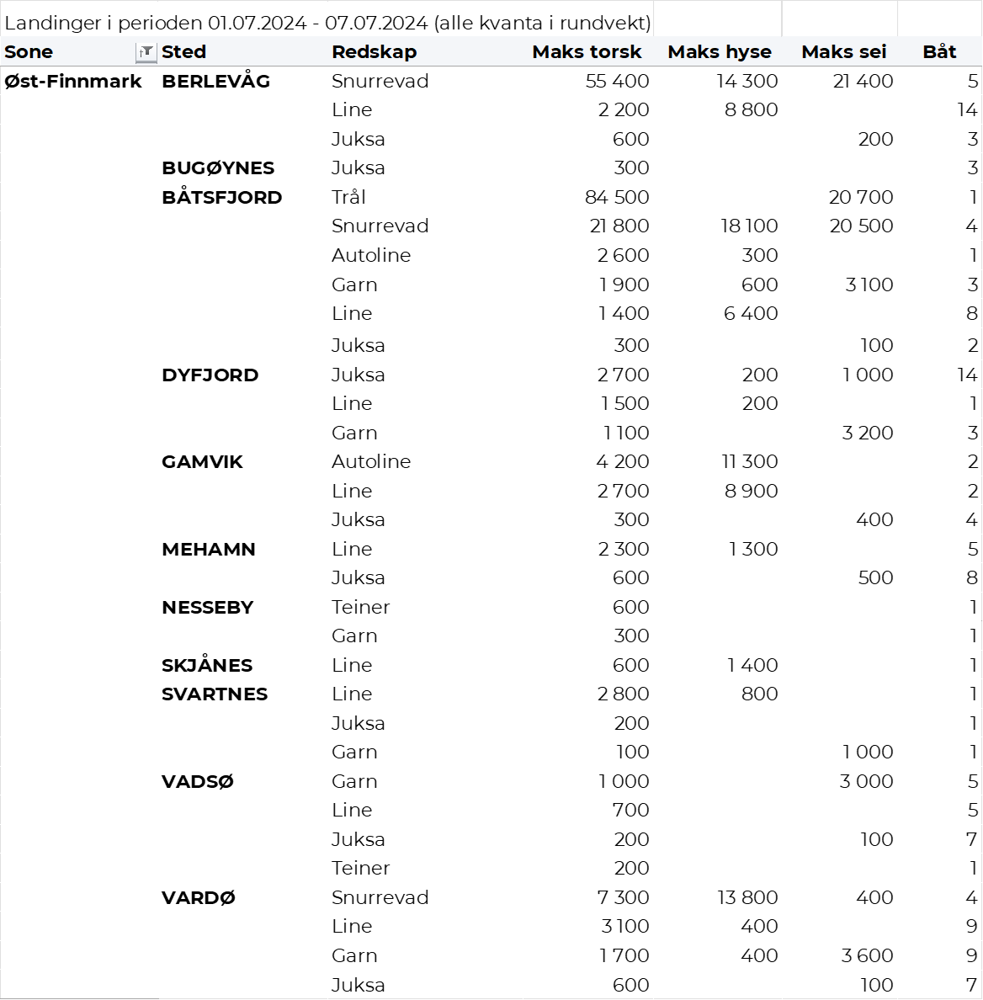 Landinger i perioden 01.07.2024 - 07.07.2024 (alle kvanta i rundvekt)
Sone Sted Redskap Maks torsk Maks hyse Maks sei Båt
Øst-Finnmark BERLEVÅG Snurrevad 55 400 14 300 21 400 5
Line 2 200 8 800 14
Juksa 600 200 3
BUGØYNES Juksa 300 3
BÅTSFJORD Trål 84 500 20 700 1
Snurrevad 21 800 18 100 20 500 4
Autoline 2 600 300 1
Garn 1 900 600 3 100 3
Line 1 400 6 400 8
Juksa 300 100 2
DYFJORD Juksa 2 700 200 1 000 14
Line 1 500 200 1
Garn 1 100 3 200 3
GAMVIK Autoline 4 200 11 300 2
Line 2 700 8 900 2
Juksa 300 400 4
MEHAMN Line 2 300 1 300 5
Juksa 600 500 8
NESSEBY Teiner 600 1
Garn 300 1
SKJÅNES Line 600 1 400 1
SVARTNES Line 2 800 800 1
Juksa 200 1
Garn 100 1 000 1
VADSØ Garn 1 000 3 000 5
Line 700 5
Juksa 200 100 7
Teiner 200 1
VARDØ Snurrevad 7 300 13 800 400 4
Line 3 100 400 9
Garn 1 700 400 3 600 9
Juksa 600 100 7